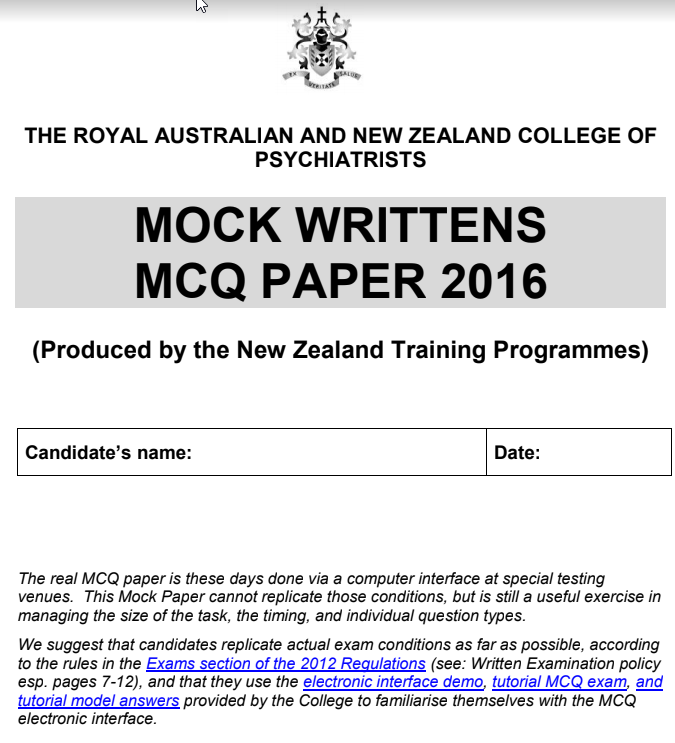 EX VERITATE SALUS
THE ROYAL AUSTRALIAN AND NEW ZEALAND COLLEGE OF
PSYCHIATRISTS
MOCK WRITTENS
MCQ PAPER 2016
(Produced by the New Zealand Training Programmes)
Candidate’s name:
Date:
The real MCQ paper is these days done via a computer interface at special testing
venues.  This Mock Paper cannot replicate those conditions, but is still a useful exercise in
managing the size of the task, the timing, and individual question types.
We suggest that candidates replicate actual exam conditions as far as possible, according
to the rules in the Exams section of the 2012 Regulations (see: Written Examination policy
esp. pages 7-12), and that they use the electronic interface demo, tutorial MCQ exam, and
tutorial model answers provided by the College to familiarise themselves with the MCQ
electronic interface.